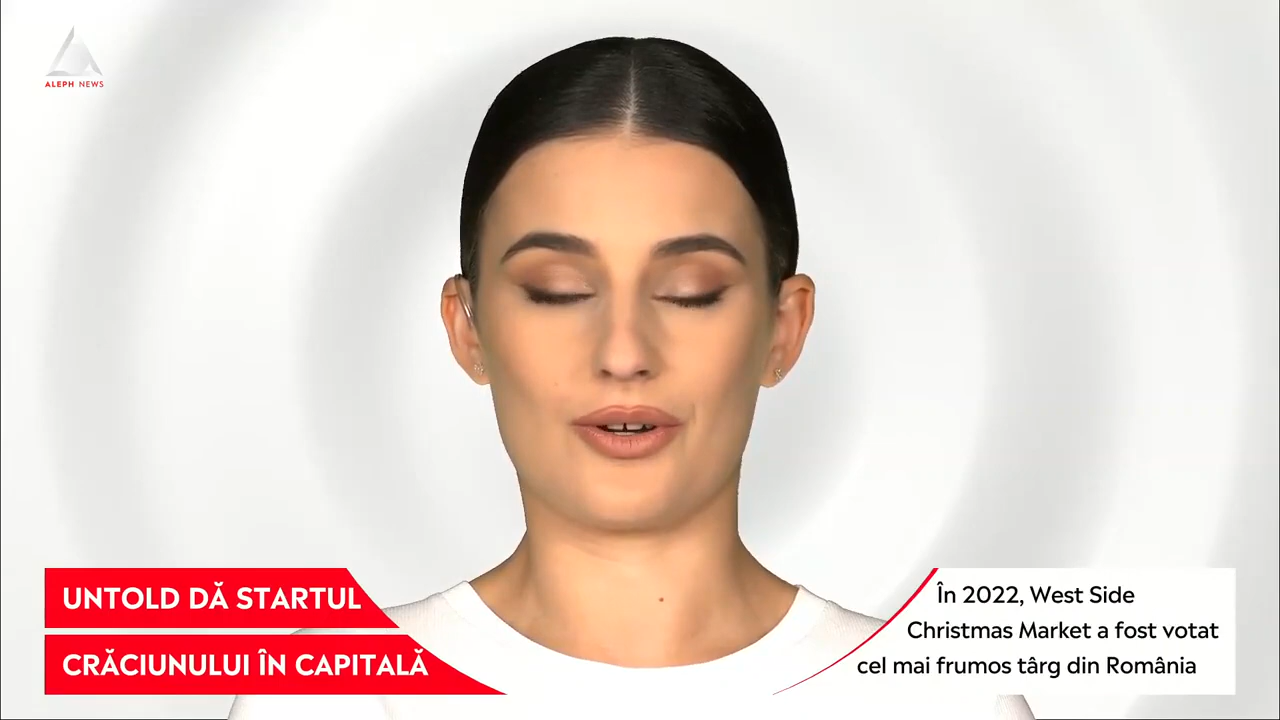 ALEPH NEWS
UNTOLD DĂ STARTUL
CRĂCIUNULUI ÎN CAPITALĂ
În 2022, West Side
Christmas Market a fost votat
cel mai frumos târg din România